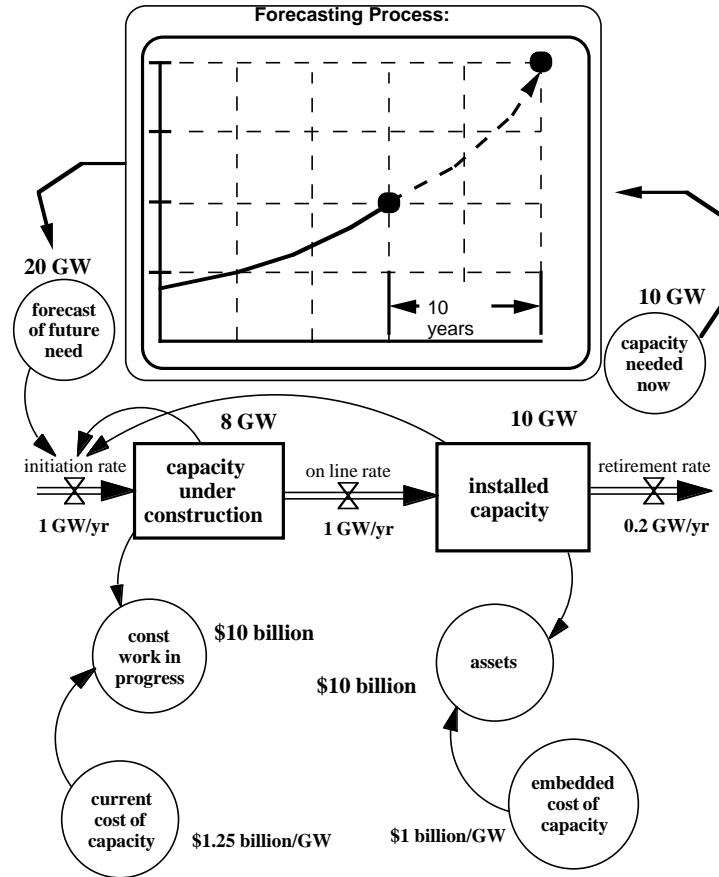 Forecasting Process:
10
years
20 GW
forecast
of future
need
10 GW
capacity
needed
now
8 GW
10 GW
initiation rate
capacity
under
construction
on line rate
installed
capacity
retirement rate
1 GW/yr
1 GW/yr
0.2 GW/yr
const
work in
progress
$10 billion
assets
$10 billion
current
cost of
capacity
$1.25 billion/GW
embedded
cost of
capacity
$1 billion/GW